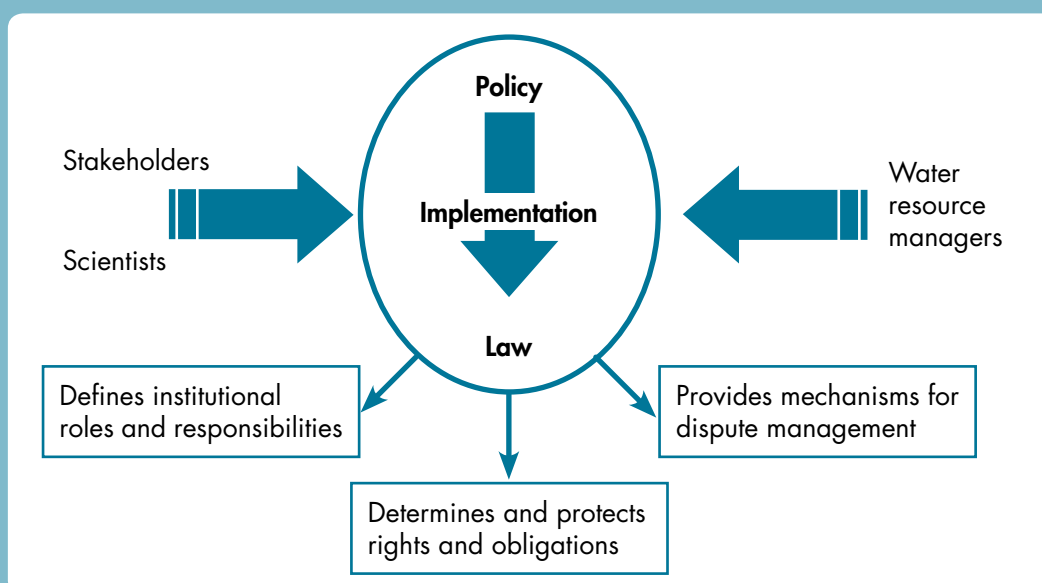 Policy
Stakeholders
Scientists
Implementation
Water
resource
managers
Law
Defines institutional
roles and responsibilities
Determines and protects
rights and obligations
Provides mechanisms for
dispute management